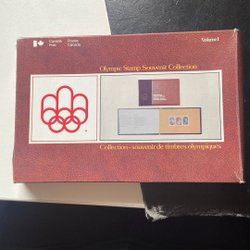 Canada Postes
Post Canada
Volume I
Olympic Stamp Souvenir Collection
Collection-souvenir de timbres olympiques